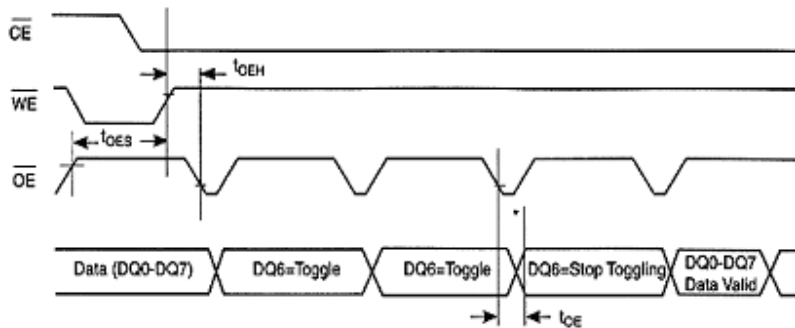 CE
tOEH
WE
tOES
OE
Data (DQ0-DQ7)
DQ6=Toggle
DQ6=Toggle
DQ6=Stop Toggling
DQ0-DQ7
Data Valid
tOE